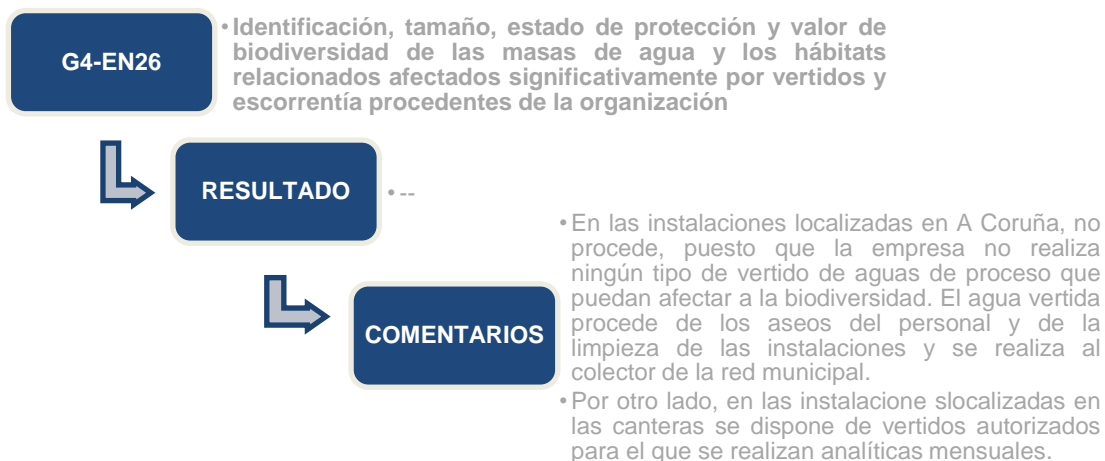 G4-EN26
• Identificación, tamaño, estado de protección y valor de
biodiversidad de las masas de agua y los hábitats
relacionados afectados significativamente por vertidos y
escorrentía procedentes de la organización
RESULTADO
• --
COMENTARIOS
• En las instalaciones localizadas en A Coruña, no
procede, puesto que la empresa no realiza
ningún tipo de vertido de aguas de proceso que
puedan afectar a la biodiversidad. El agua vertida
procede de los aseos del personal y de la
limpieza de las instalaciones y se realiza al
colector de la red municipal.
• Por otro lado, en las instalacione slocalizadas en
las canteras se dispone de vertidos autorizados
para el que se realizan analíticas mensuales.